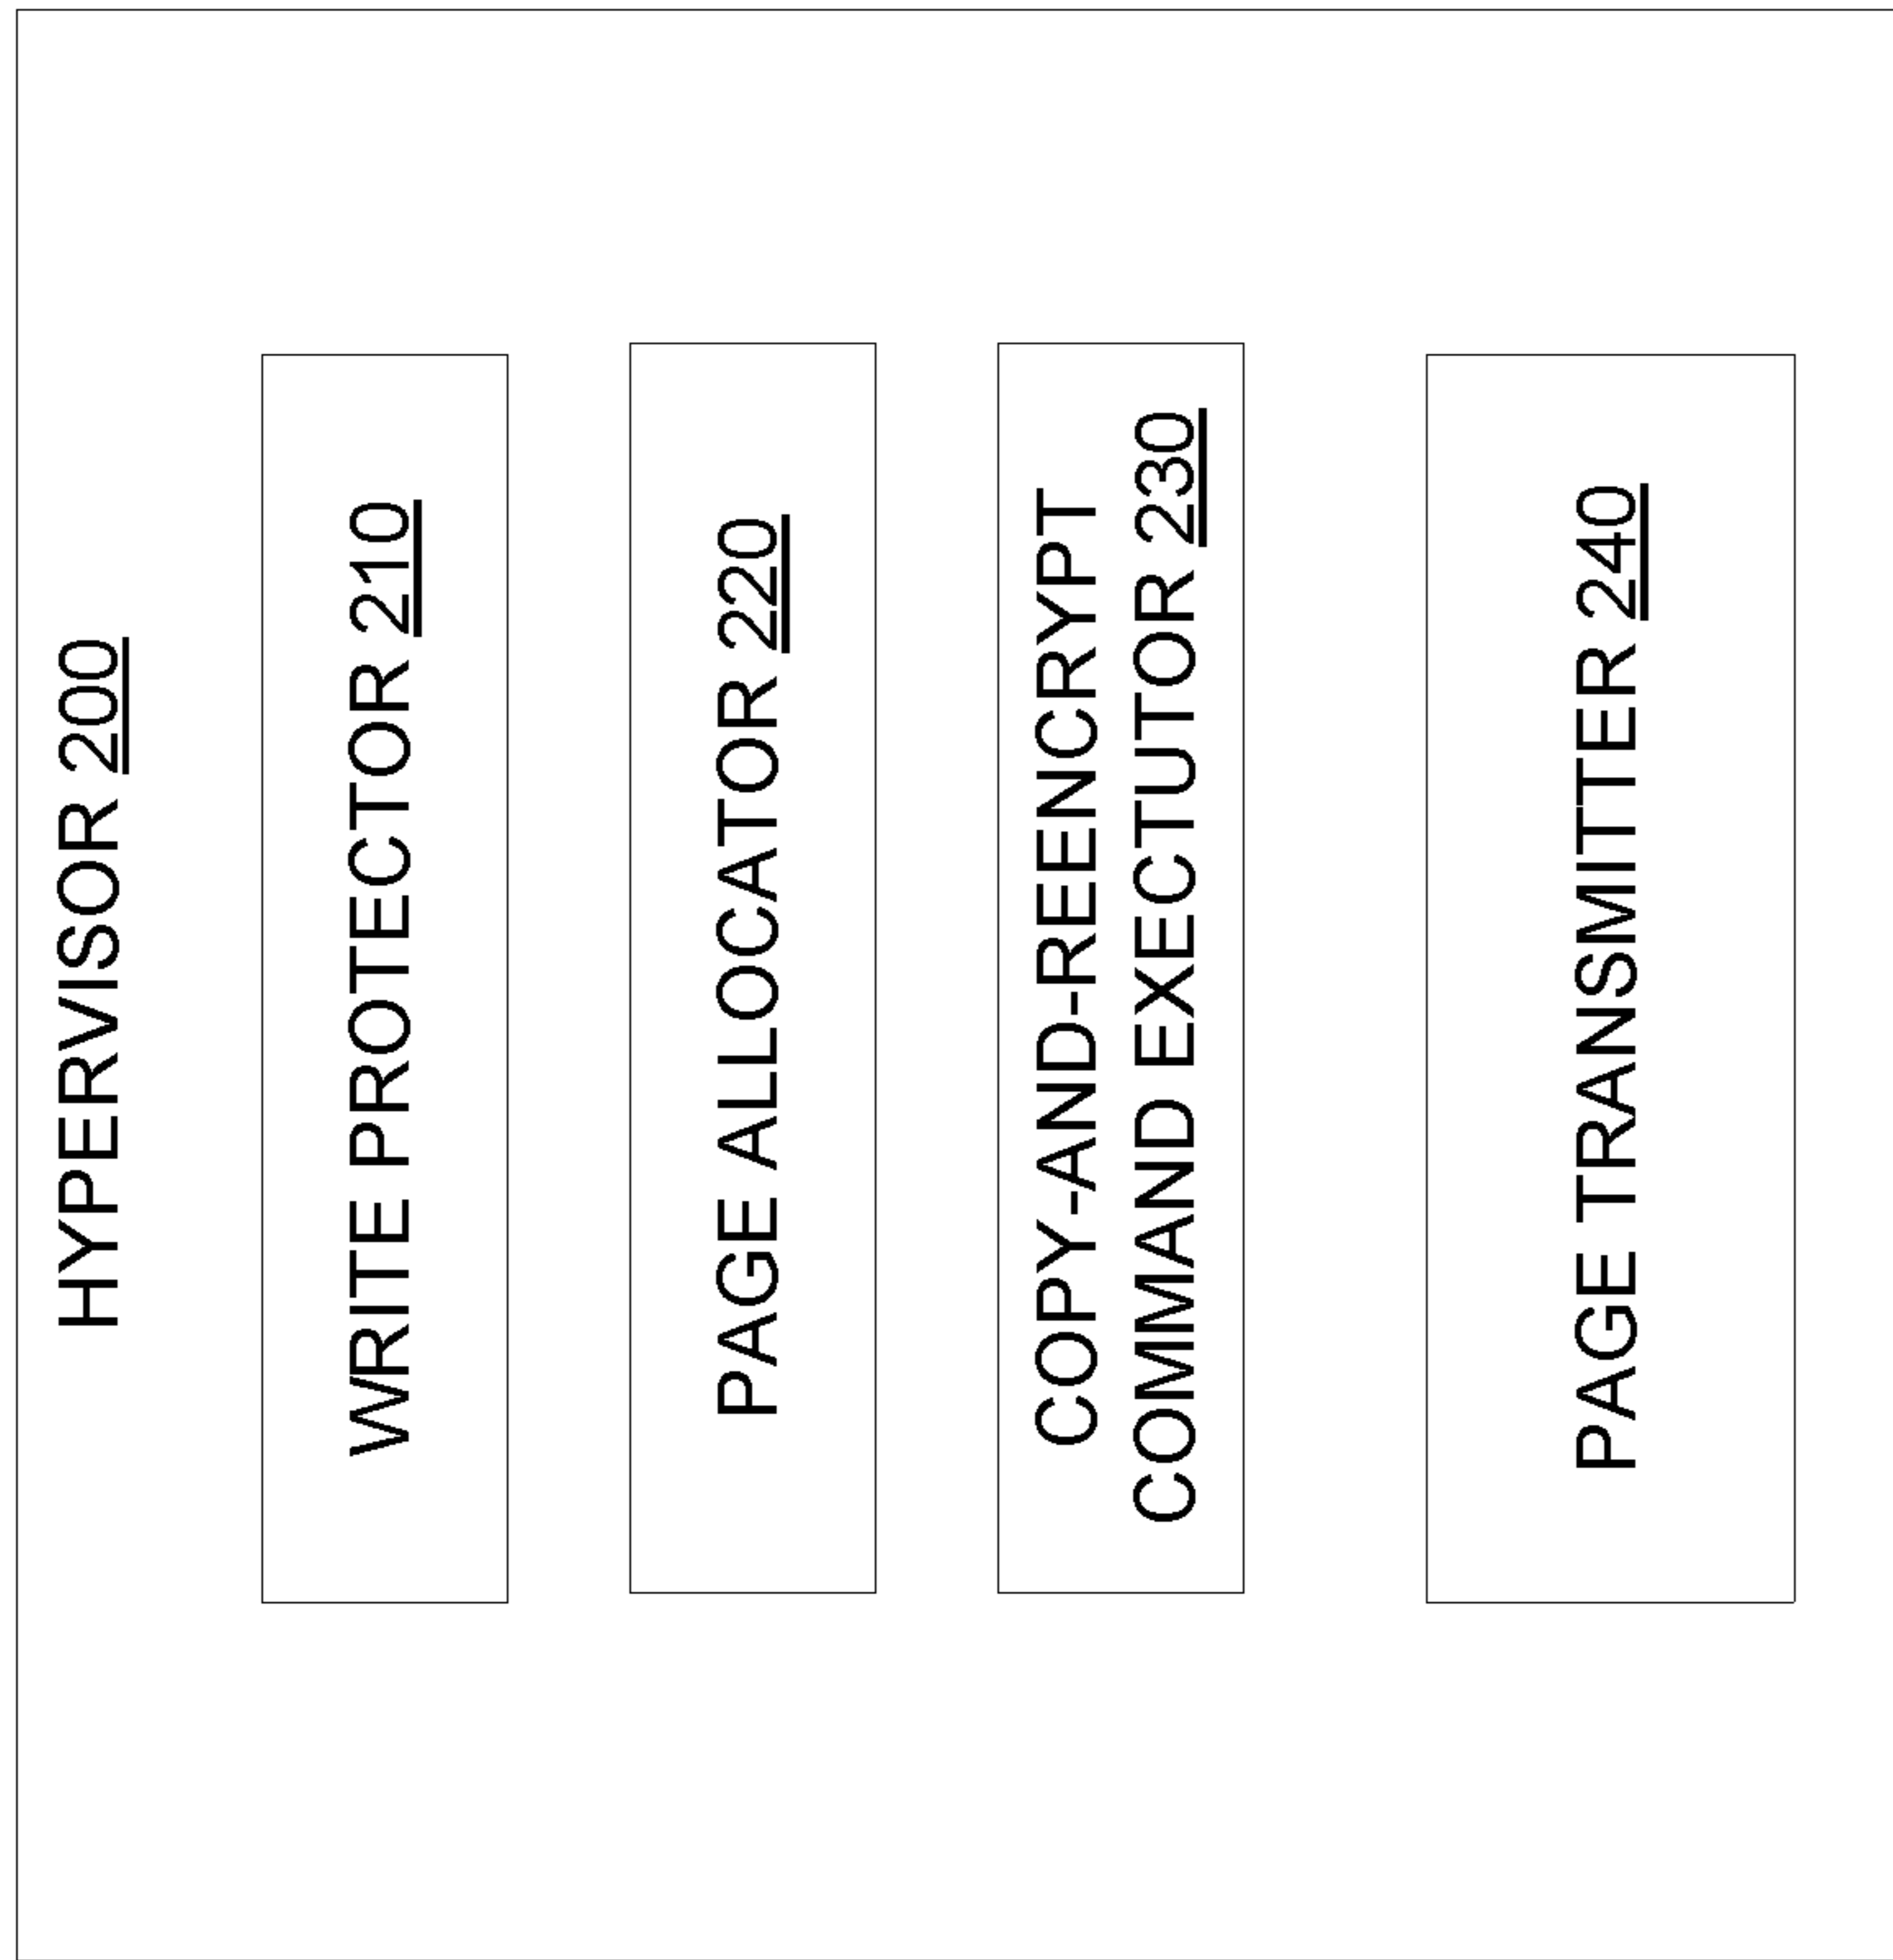 HYPERVISOR 200
WRITE PROTECTOR 210
PAGE ALLOCATOR 220
COPY-AND-REENCRYPT
COMMAND EXECTUTOR 230
PAGE TRANSMITTER 240